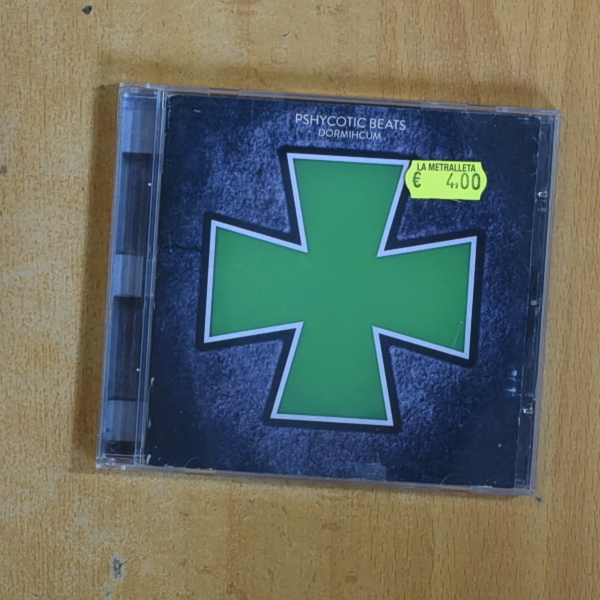 PSHYCOTIC BEATS
DORMIHCUM
LA METRALLETA
€ 4,00